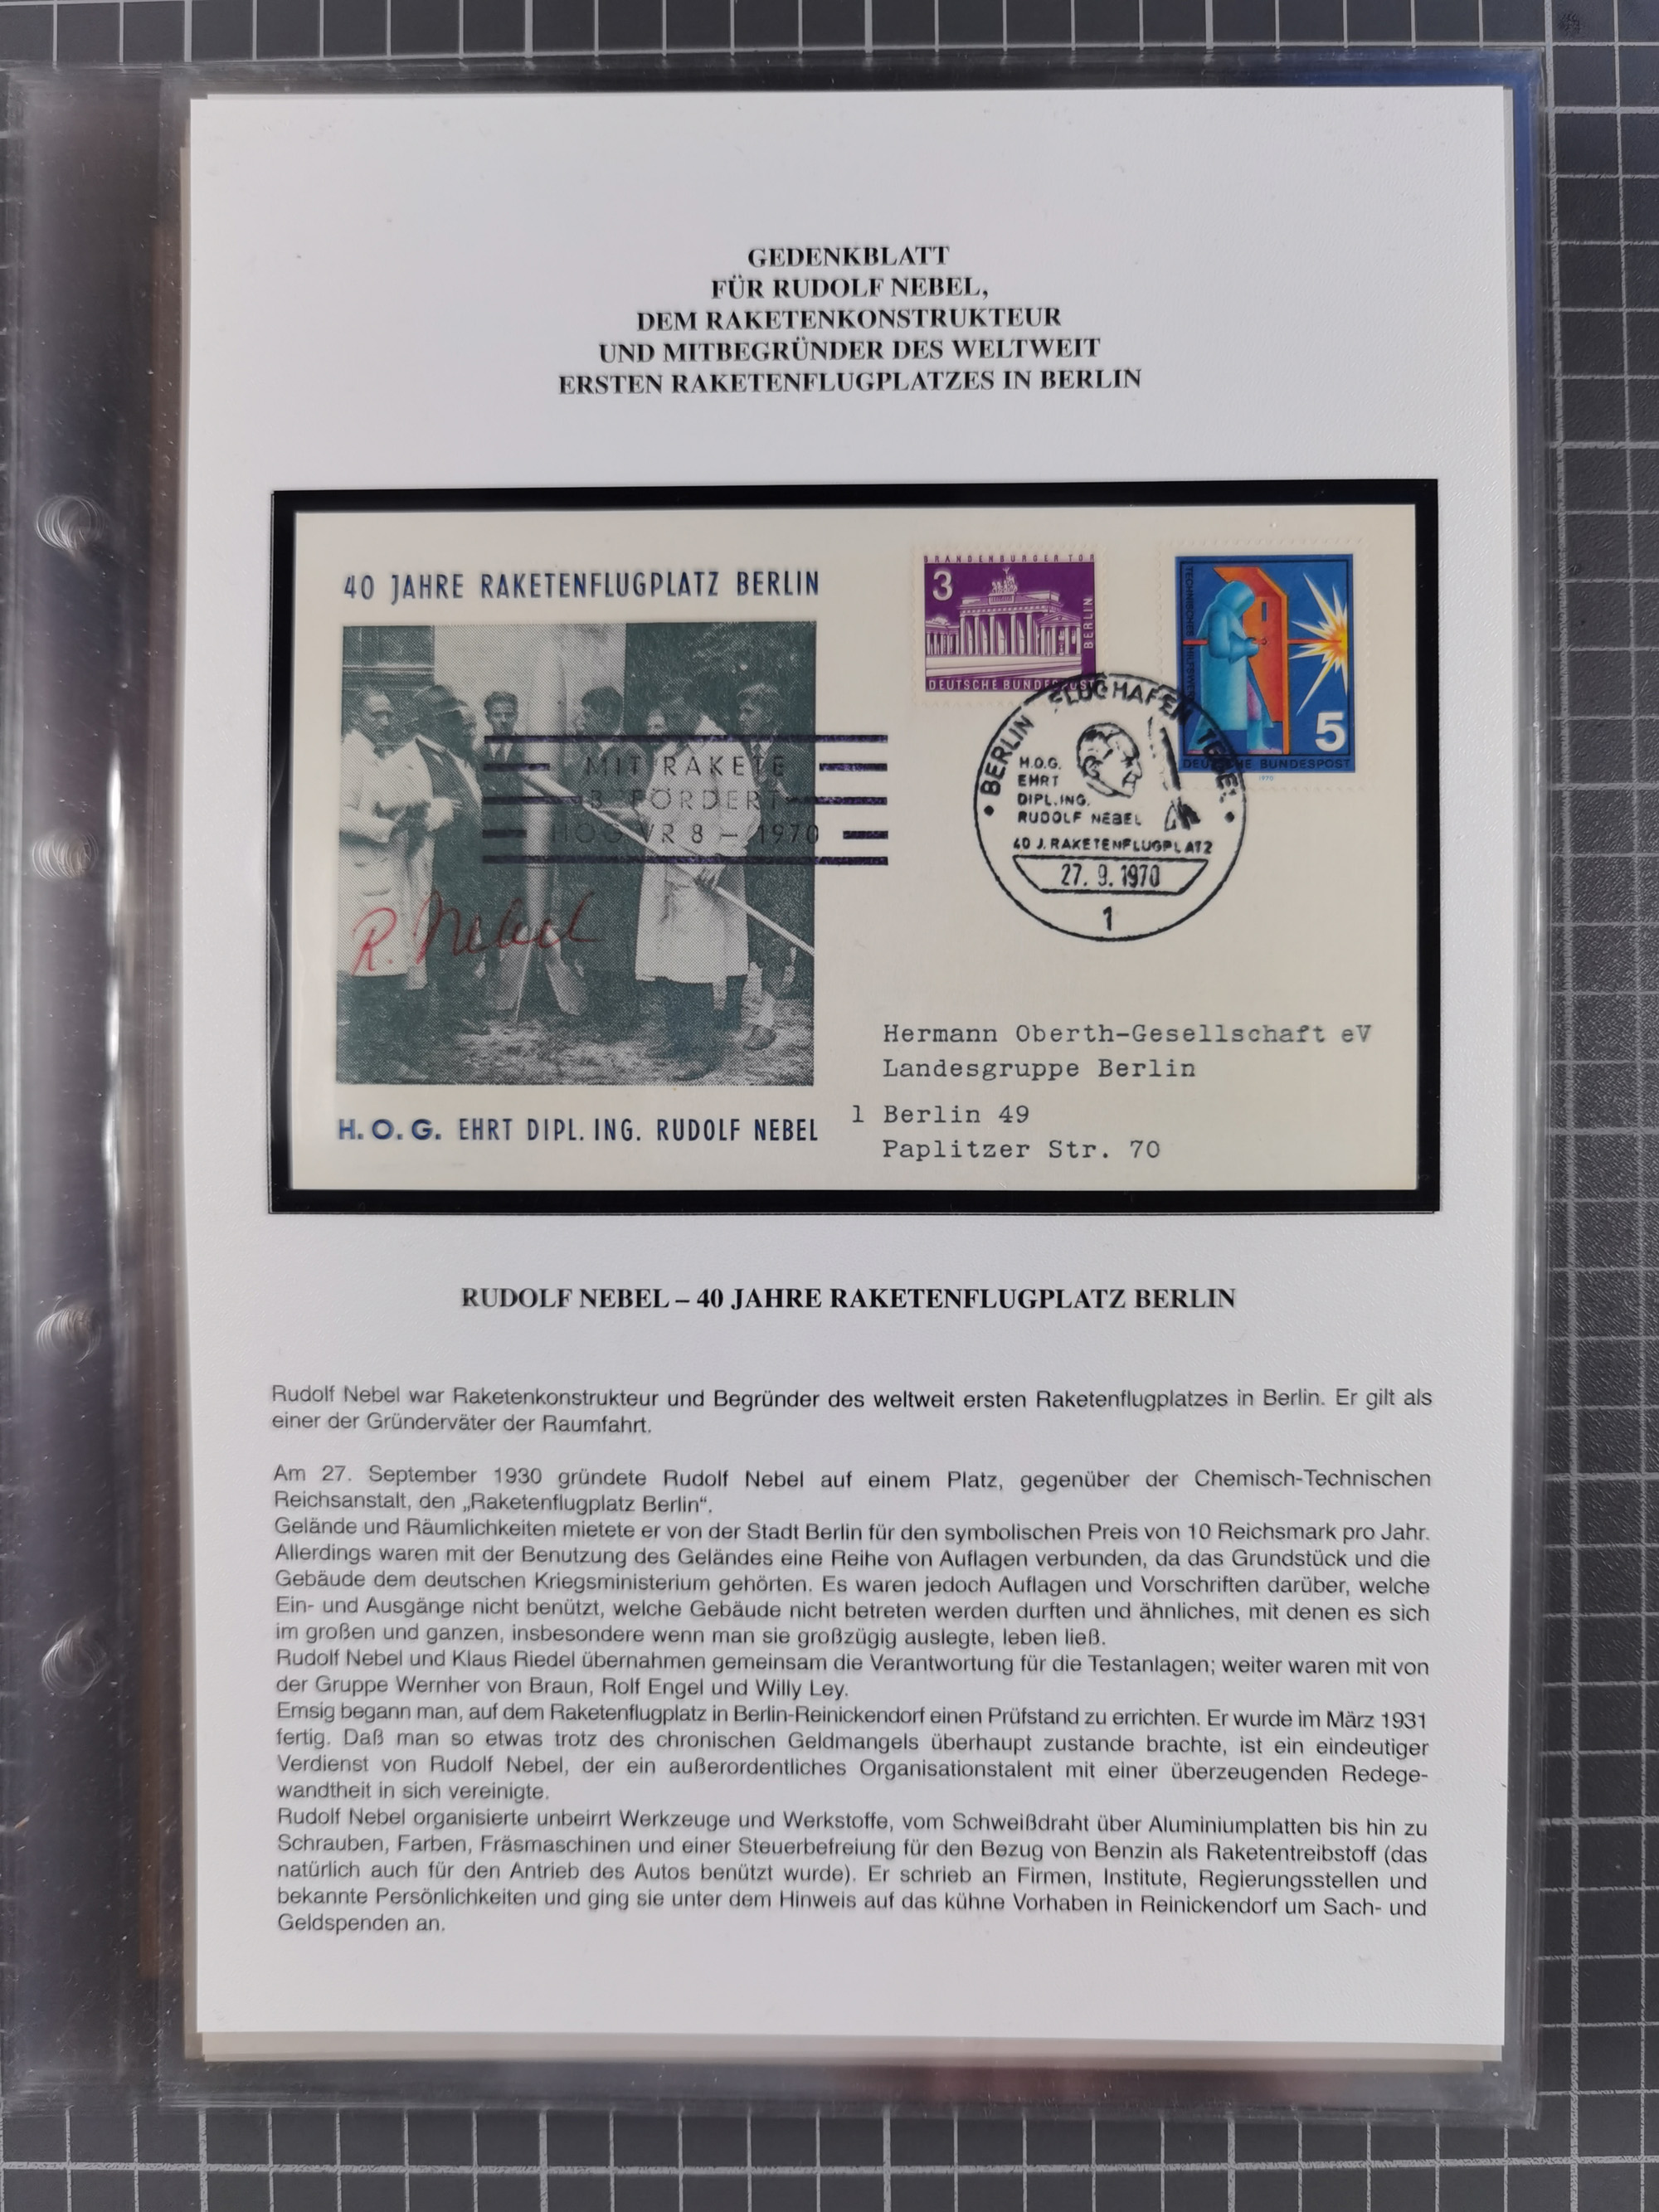 GEDENKBLATT
FÜR RUDOLF NEBEL,
DEM RAKETENKONSTRUKTEUR
UND MITBEGRÜNDER DES WELTWEIT
ERSTEN RAKETENFLUGPLATZES IN BERLIN
40 JAHRE RAKETENFLUGPLATZ BERLIN
BRANDENBURGER TOR
3
BERLIN
DEUTSCHE BUNDESPOST
TECHNISCHES HILFSWERK
5
DEUTSCHE BUNDESPOST
1970
MIT RAKETE
BEFÖRDERT
HOG VR 8 – 1970
BERLIN FLUGHAFEN TEGEL
H.O.G.
EHRT
DIPL.ING.
RUDOLF NEBEL
40 J. RAKETENFLUGPLATZ
27. 9. 1970
1
R. Nebel
Hermann Oberth-Gesellschaft eV
Landesgruppe Berlin
1 Berlin 49
Paplitzer Str. 70
H.O.G. EHRT DIPL. ING. RUDOLF NEBEL
RUDOLF NEBEL – 40 JAHRE RAKETENFLUGPLATZ BERLIN
Rudolf Nebel war Raketenkonstrukteur und Begründer des weltweit ersten Raketenflugplatzes in Berlin. Er gilt als
einer der Gründerväter der Raumfahrt.
Am 27. September 1930 gründete Rudolf Nebel auf einem Platz, gegenüber der Chemisch-Technischen
Reichsanstalt, den „Raketenflugplatz Berlin“.
Gelände und Räumlichkeiten mietete er von der Stadt Berlin für den symbolischen Preis von 10 Reichsmark pro Jahr.
Allerdings waren mit der Benutzung des Geländes eine Reihe von Auflagen verbunden, da das Grundstück und die
Gebäude dem deutschen Kriegsministerium gehörten. Es waren jedoch Auflagen und Vorschriften darüber, welche
Ein- und Ausgänge nicht benützt, welche Gebäude nicht betreten werden durften und ähnliches, mit denen es sich
im großen und ganzen, insbesondere wenn man sie großzügig auslegte, leben ließ.
Rudolf Nebel und Klaus Riedel übernahmen gemeinsam die Verantwortung für die Testanlagen; weiter waren mit von
der Gruppe Wernher von Braun, Rolf Engel und Willy Ley.
Emsig begann man, auf dem Raketenflugplatz in Berlin-Reinickendorf einen Prüfstand zu errichten. Er wurde im März 1931
fertig. Daß man so etwas trotz des chronischen Geldmangels überhaupt zustande brachte, ist ein eindeutiger
Verdienst von Rudolf Nebel, der ein außerordentliches Organisationstalent mit einer überzeugenden Redege-
wandtheit in sich vereinigte.
Rudolf Nebel organisierte unbeirrt Werkzeuge und Werkstoffe, vom Schweißdraht über Aluminiumplatten bis hin zu
Schrauben, Farben, Fräsmaschinen und einer Steuerbefreiung für den Bezug von Benzin als Raketentreibstoff (das
natürlich auch für den Antrieb des Autos benützt wurde). Er schrieb an Firmen, Institute, Regierungsstellen und
bekannte Persönlichkeiten und ging sie unter dem Hinweis auf das kühne Vorhaben in Reinickendorf um Sach- und
Geldspenden an.